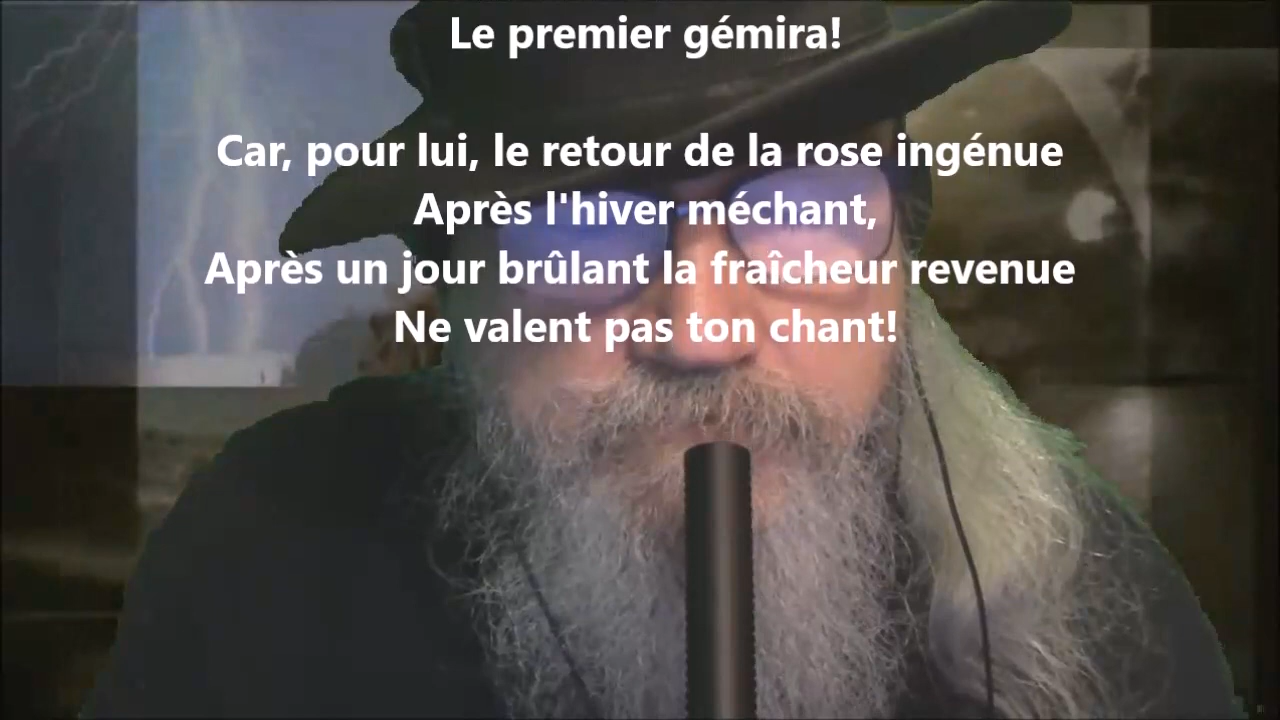 Le premier gémira!
Car, pour lui, le retour de la rose ingénue
Après l'hiver méchant,
Après un jour brûlant la fraîcheur revenue
Ne valent pas ton chant!